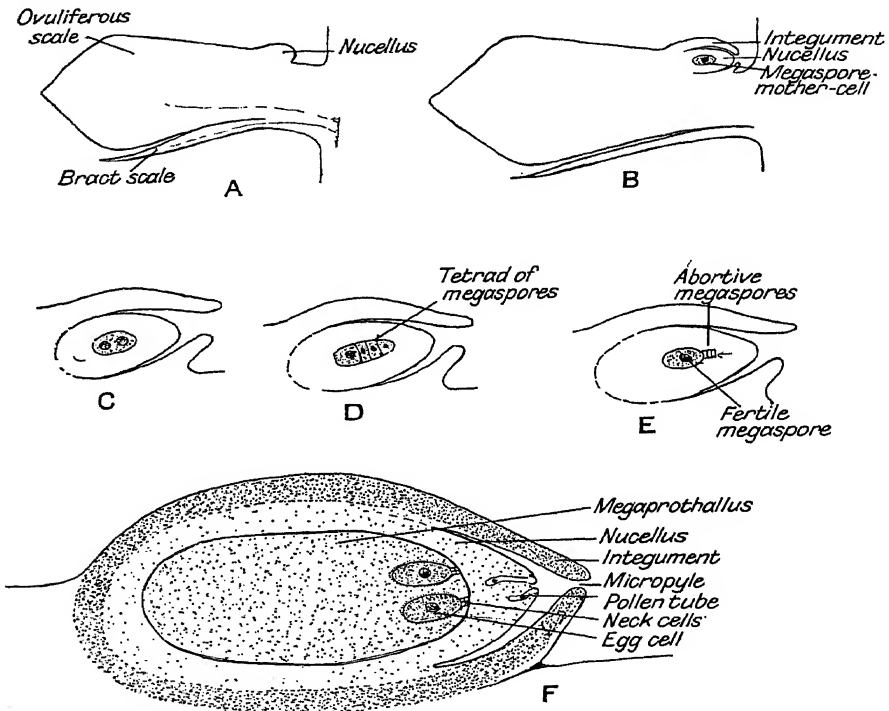 Ovuliferous
scale
Nucellus
Bract scale
A
Integument
Nucellus
Megaspore-
mother-cell
B
C
Tetrad of
megaspores
D
Abortive
megaspores
Fertile
megaspore
E
Megaprothallus
Nucellus
Integument
Micropyle
Pollen tube
Neck cells
Egg cell
F